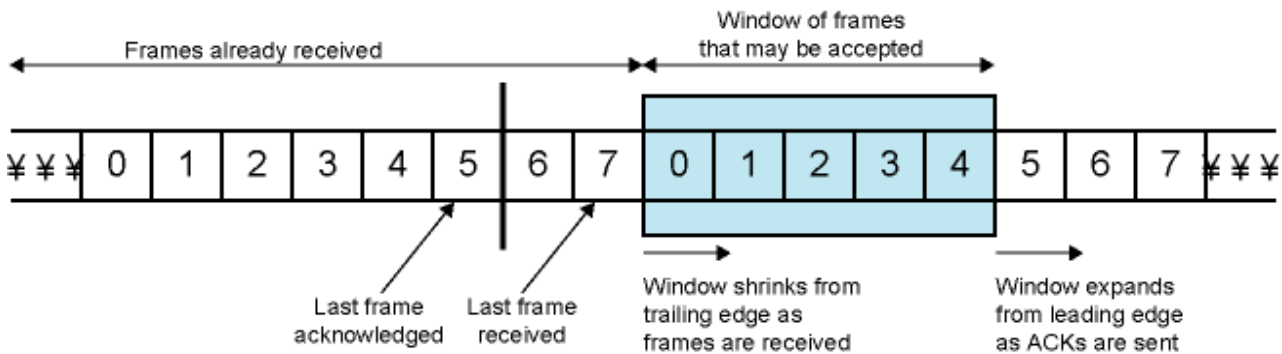 Frames already received
Window of frames
that may be accepted
¥ ¥ ¥ 0 1 2 3 4 5 6 7 0 1 2 3 4 5 6 7 ¥ ¥ ¥
Last frame
acknowledged
Last frame
received
Window shrinks from
trailing edge as
frames are received
Window expands
from leading edge
as ACKs are sent